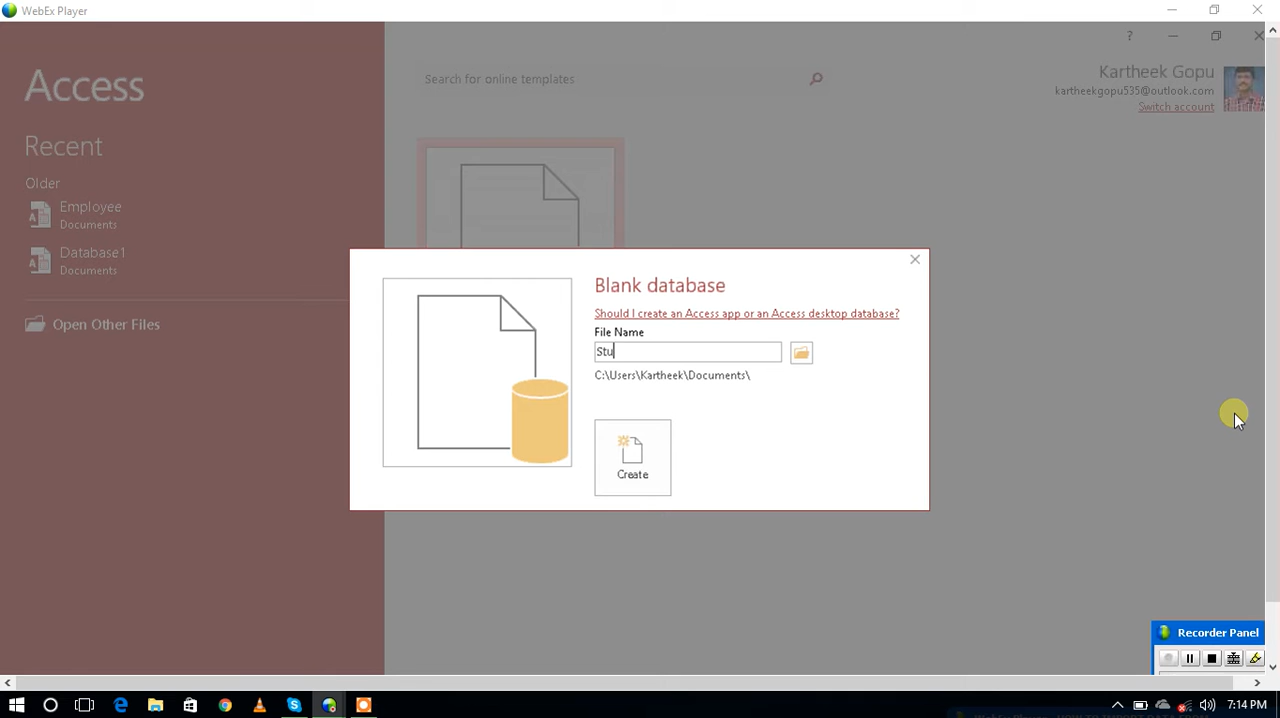 WebEx Player
Access
Search for online templates
?
Kartheek Gopu
kartheekgopu535@outlook.com
Switch account
Recent
Older
Employee
Documents
Database1
Documents
Open Other Files
Blank database
Should I create an Access app or an Access desktop database?
File Name
Stu
C:\Users\Kartheek\Documents\
Create
Recorder Panel
7:14 PM